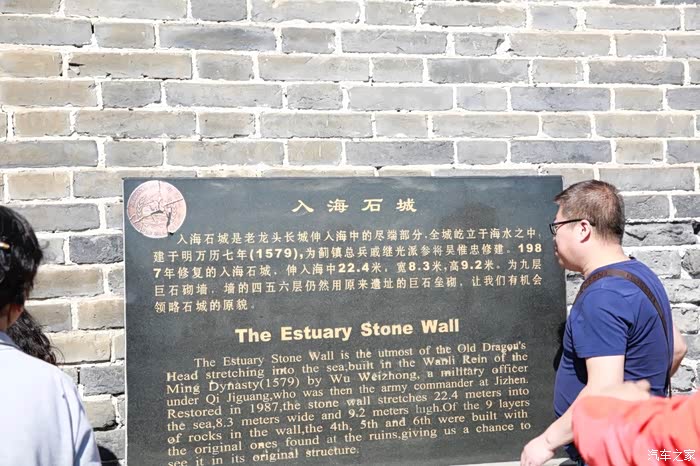 入海石城
入海石城是老龙头长城伸入海中的尽端部分,全城屹立于海水之中,
建于明万历七年(1579),为蓟镇总兵戚继光派参将吴惟忠修建。198
7年修复的入海石城,伸入海中22.4米,宽8.3米,高9.2米。为九层
巨石砌墙,墙的四五六层仍然用原来遗址的巨石垒砌,让我们有机会
领略石城的原貌。
The Estuary Stone Wall
The Estuary Stone Wall is the utmost of the Old Dragon's
Head stretching into the sea,built in the Wanli Rein of the
Ming Dynasty(1579) by Wu Weizhong, a military officer
under Qi Jiguang,who was then the army commander at Jizhen.
Restored in 1987,the stone wall stretches 22.4 meters into
the sea,8.3 meters wide and 9.2 meters high.Of the 9 layers
of rocks in the wall,the 4th, 5th and 6th were built with
the original ones found at the ruins,giving us a chance to
see it in its original structure.
汽车之家